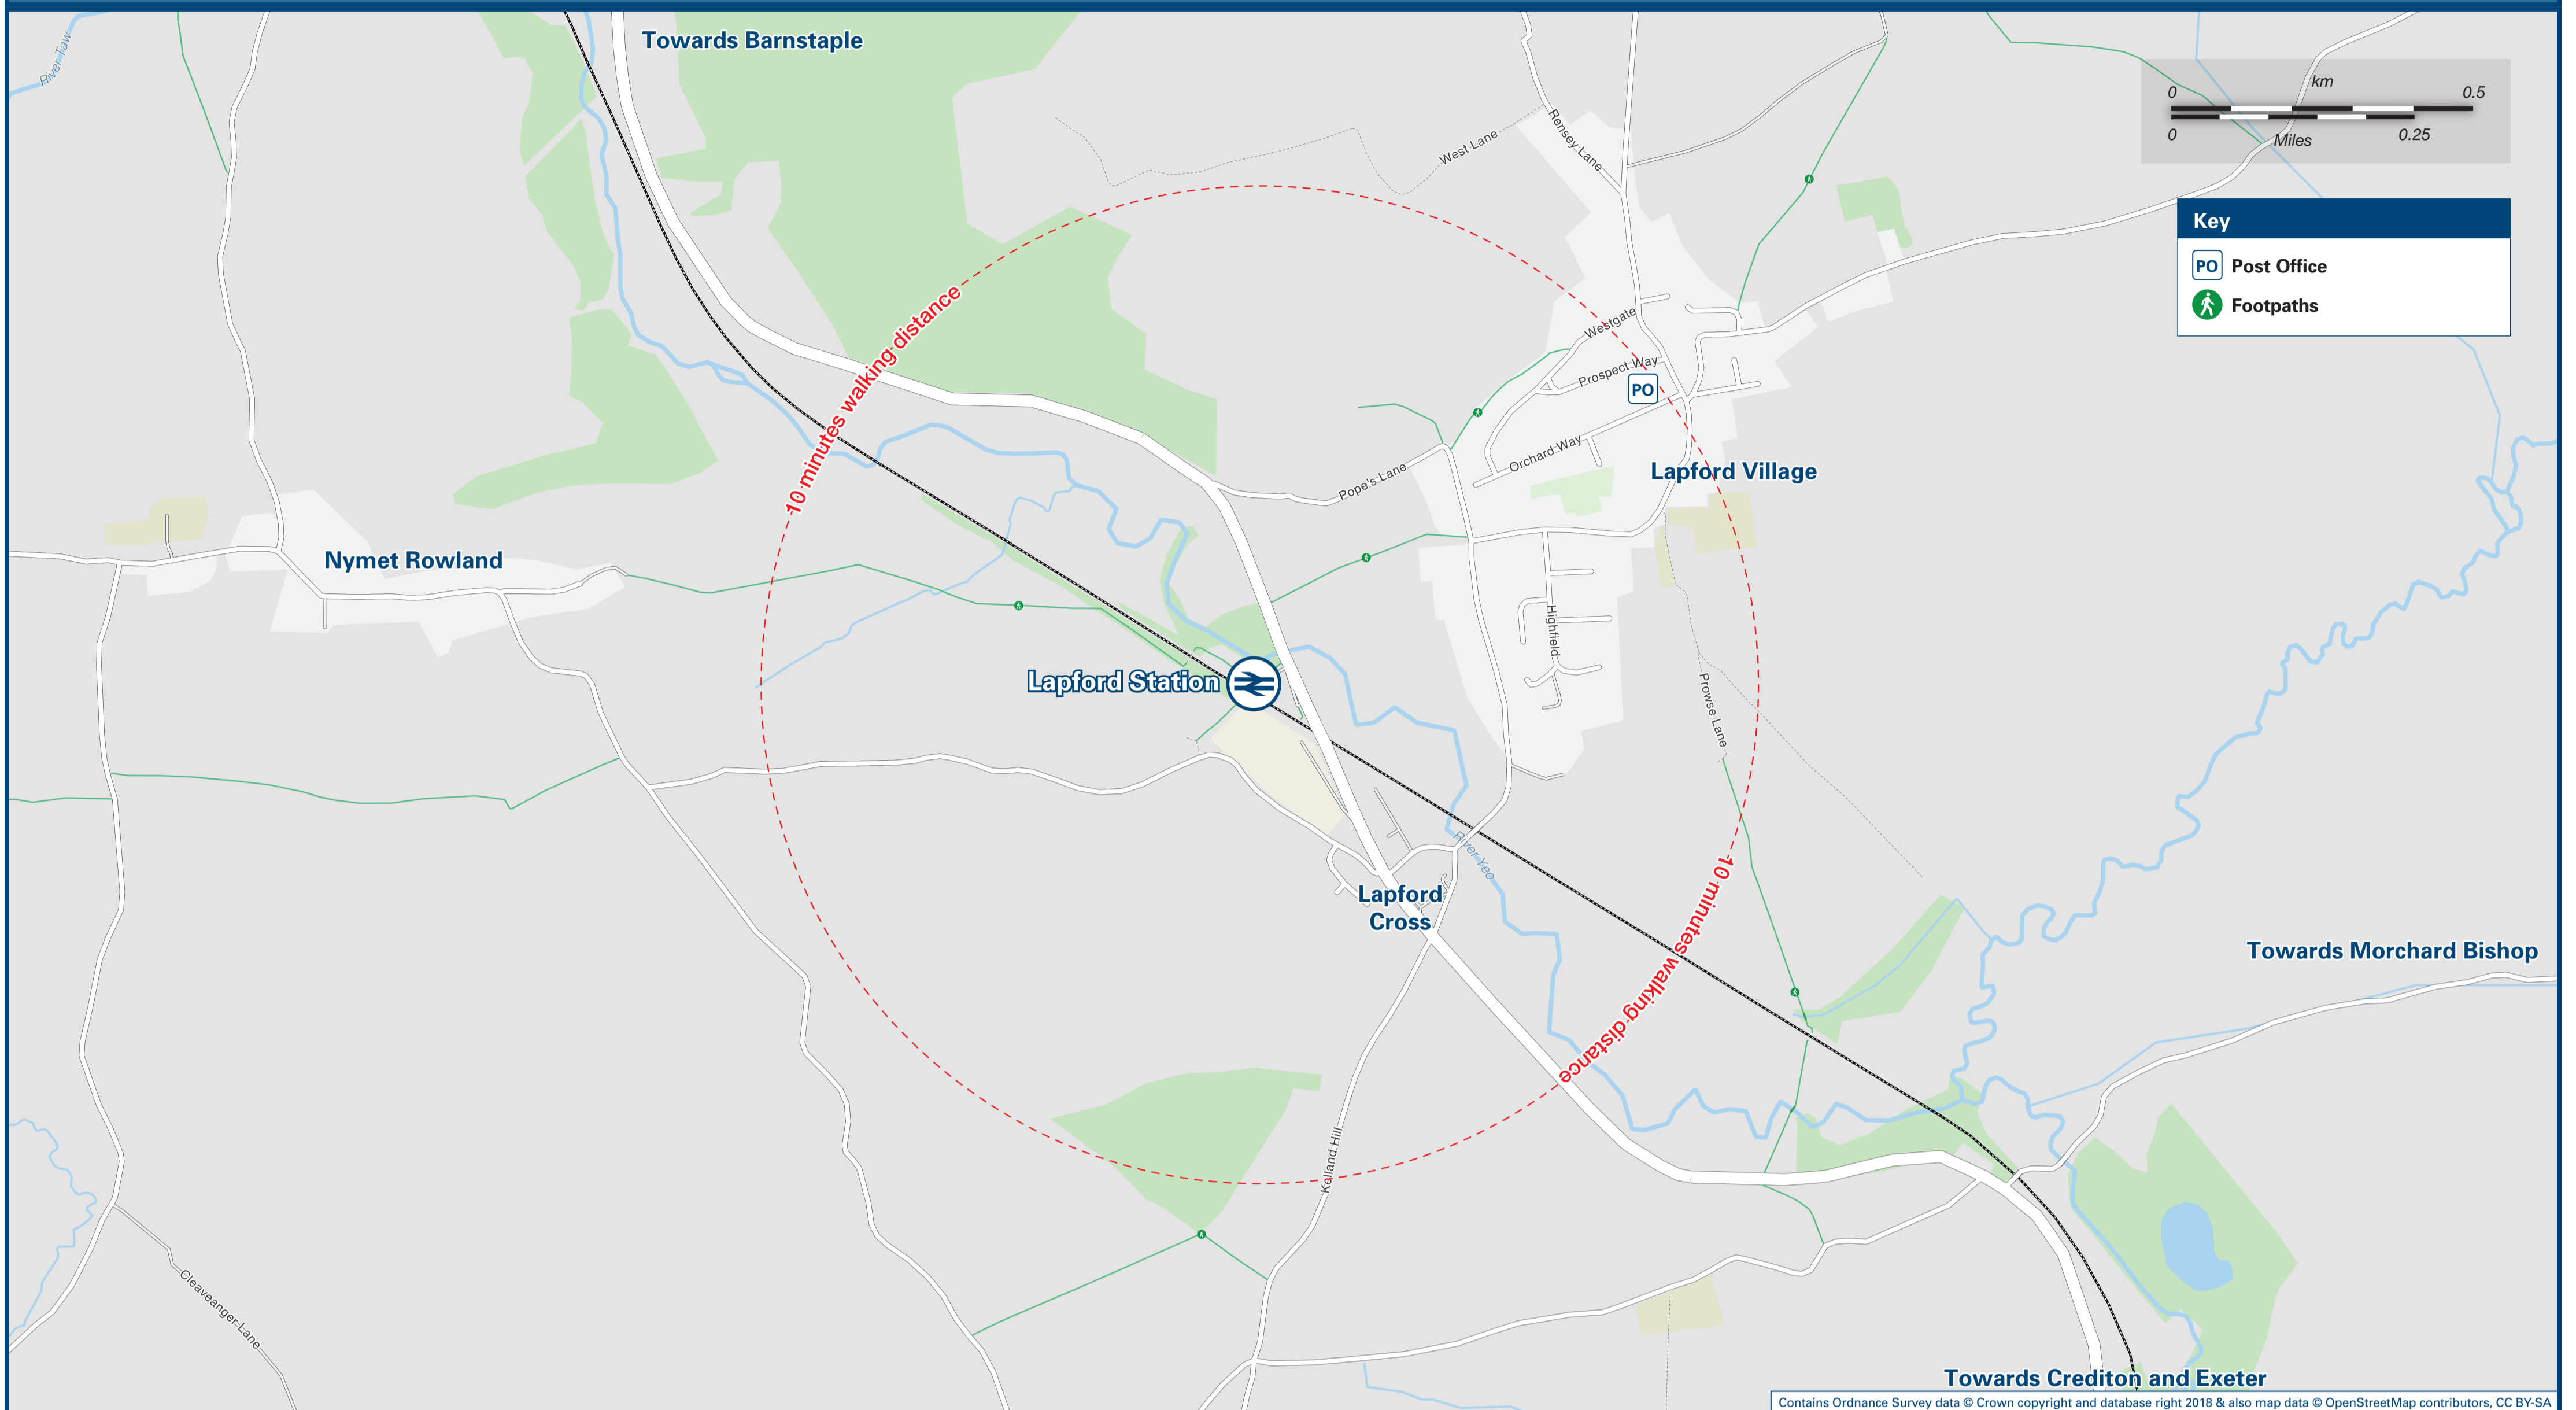 Towards Barnstaple
River Taw
km
0 0.5
0 0.25
Miles
Rensey Lane
West Lane
Key
PO Post Office
Footpaths
10 minutes walking distance
Westgate
Prospect Way
PO
Orchard Way
Pope's Lane
Lapford Village
Nymet Rowland
Highfield
Lapford Station
Prowse Lane
River Yeo
Lapford
Cross
10 minutes walking distance
Towards Morchard Bishop
Kelland Hill
Cleaveanger Lane
Towards Crediton and Exeter
Contains Ordnance Survey data © Crown copyright and database right 2018 & also map data © OpenStreetMap contributors, CC BY-SA